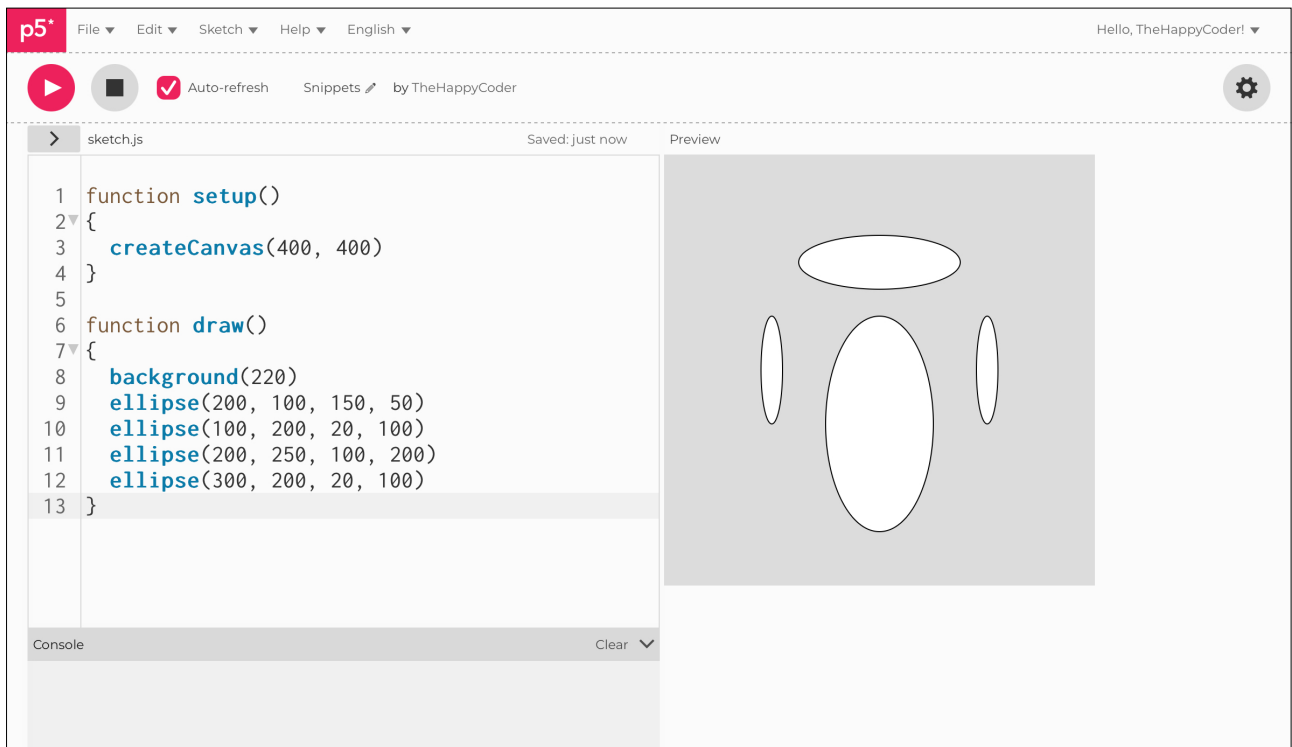 p5* File Edit Sketch Help English Hello, TheHappyCoder!
Auto-refresh Snippets by TheHappyCoder
sketch.js Saved: just now Preview
1 function setup()
2 {
3 createCanvas(400, 400)
4 }
5
6 function draw()
7 {
8 background(220)
9 ellipse(200, 100, 150, 50)
10 ellipse(100, 200, 20, 100)
11 ellipse(200, 250, 100, 200)
12 ellipse(300, 200, 20, 100)
13 }
Console Clear